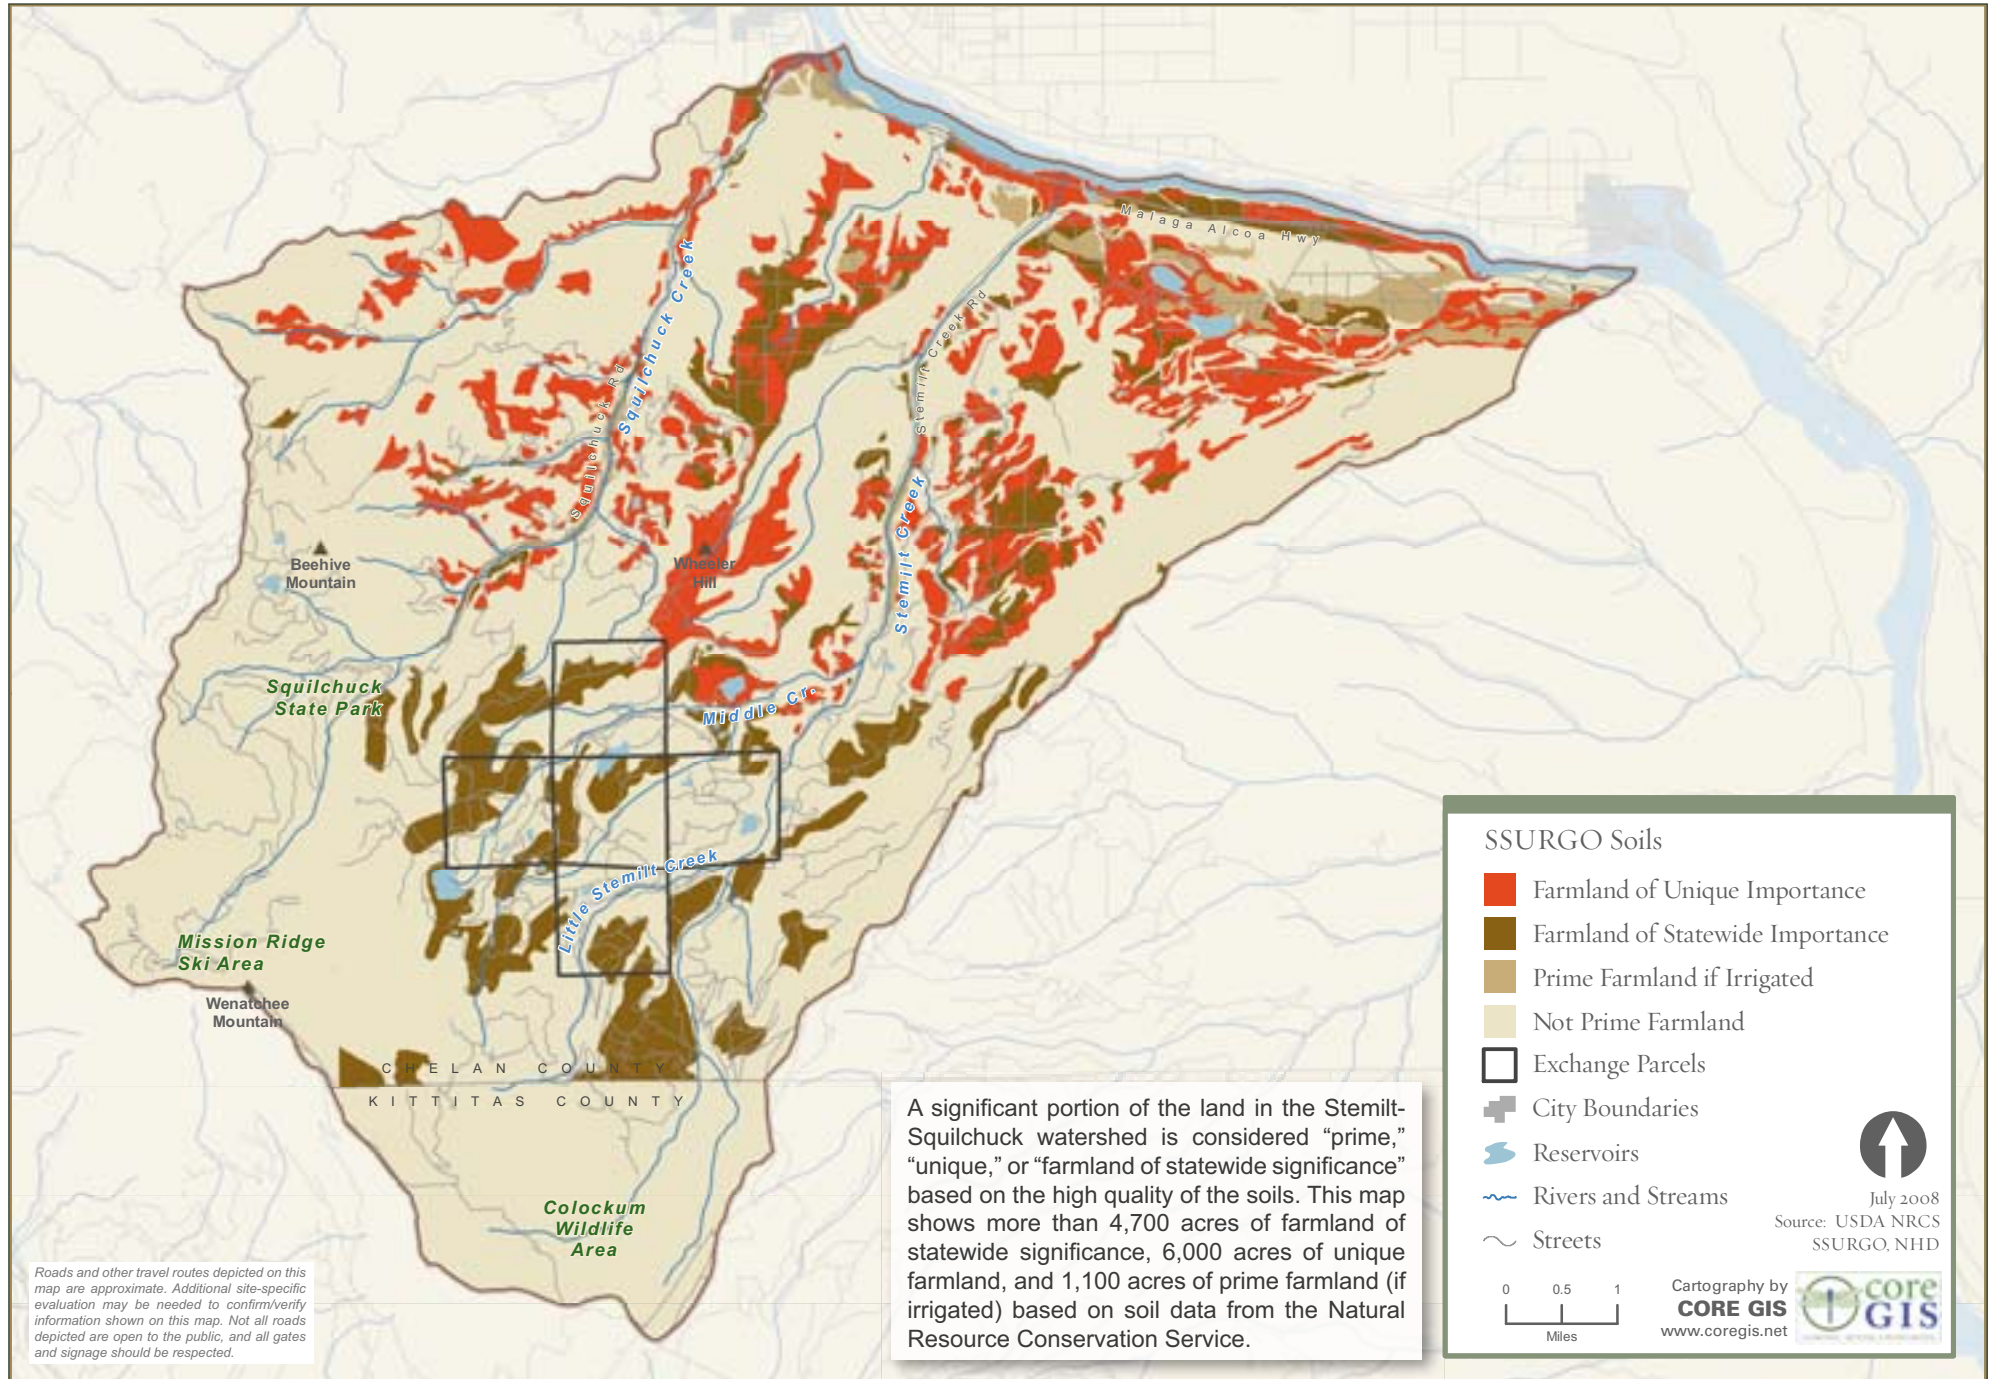 Malaga Alcoa Hwy
Squilchuck Creek
Stemilt Creek Rd
Squilchuck Rd
Stemilt Creek
Beehive
Mountain
Wheeler
Hill
Squilchuck
State Park
Middle Cr.
Little Stemilt Creek
Mission Ridge
Ski Area
Wenatchee
Mountain
CHELAN COUNTY
KITTITAS COUNTY
Colockum
Wildlife
Area
Roads and other travel routes depicted on this
map are approximate. Additional site-specific
evaluation may be needed to confirm/verify
information shown on this map. Not all roads
depicted are open to the public, and all gates
and signage should be respected.
A significant portion of the land in the Stemilt-
Squilchuck watershed is considered “prime,”
“unique,” or “farmland of statewide significance”
based on the high quality of the soils. This map
shows more than 4,700 acres of farmland of
statewide significance, 6,000 acres of unique
farmland, and 1,100 acres of prime farmland (if
irrigated) based on soil data from the Natural
Resource Conservation Service.
SSURGO Soils
Farmland of Unique Importance
Farmland of Statewide Importance
Prime Farmland if Irrigated
Not Prime Farmland
Exchange Parcels
City Boundaries
Reservoirs
Rivers and Streams
Streets
July 2008
Source: USDA NRCS
SSURGO, NHD
0 0.5 1
Miles
Cartography by
CORE GIS
www.coregis.net
core
GIS